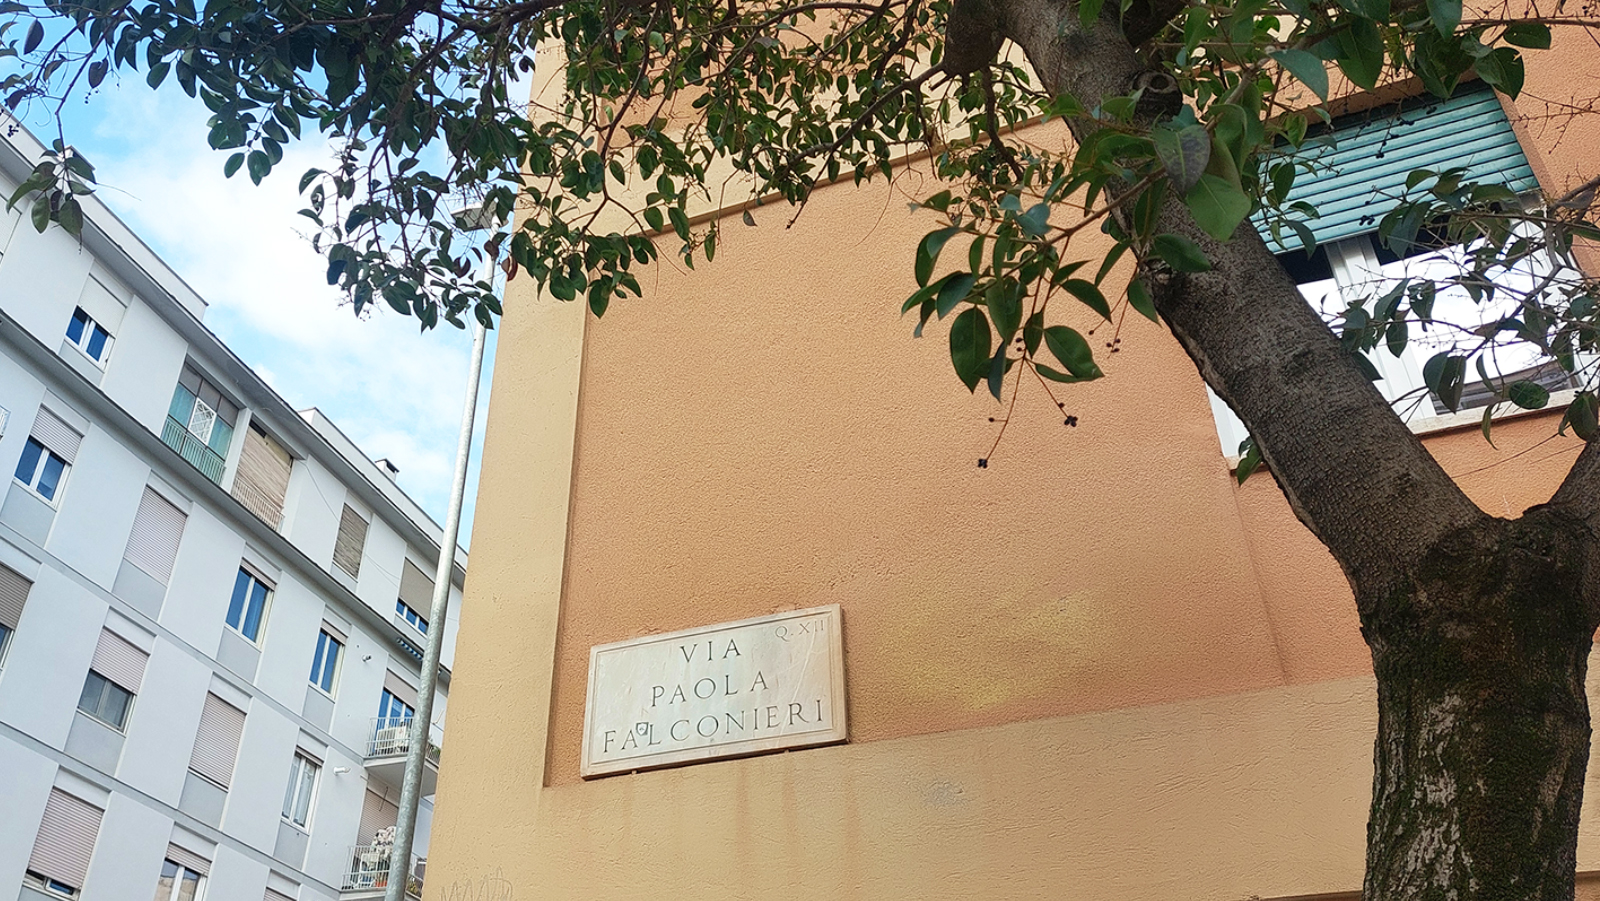 Q. XII
VIA
PAOLA
FALCONIERI